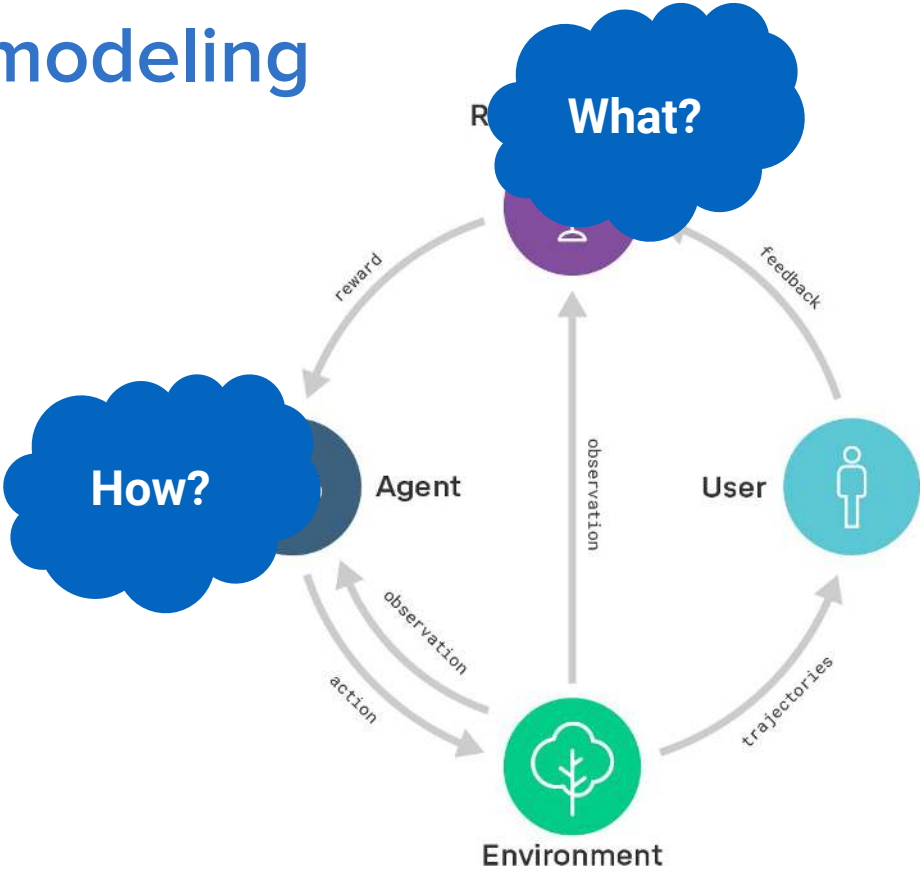 modeling
What?
R
reward
feedback
How?
Agent
observation
User
observation
action
trajectories
Environment